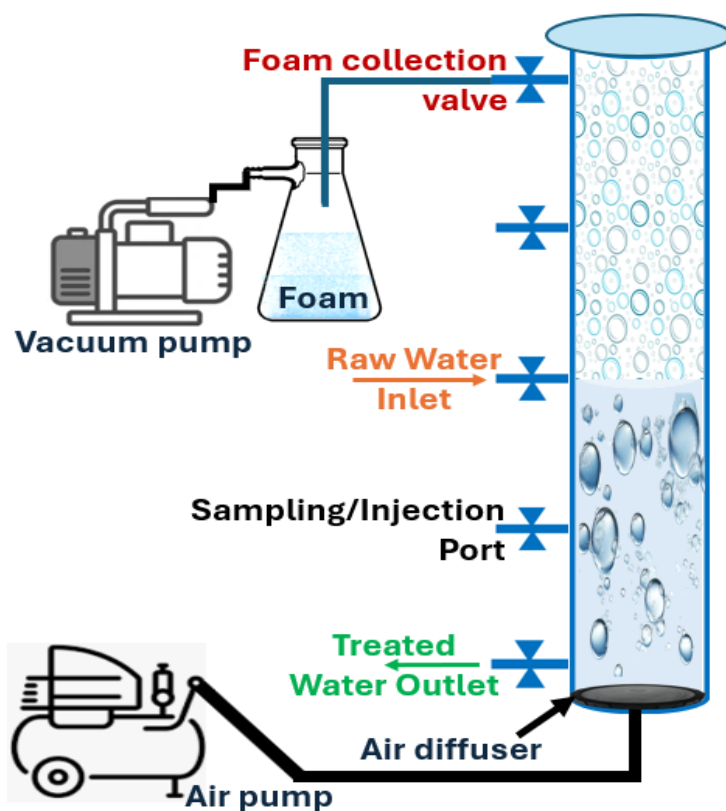 Foam collection
valve
Foam
Vacuum pump
Raw Water
Inlet
Sampling/Injection
Port
Treated
Water Outlet
Air diffuser
Air pump